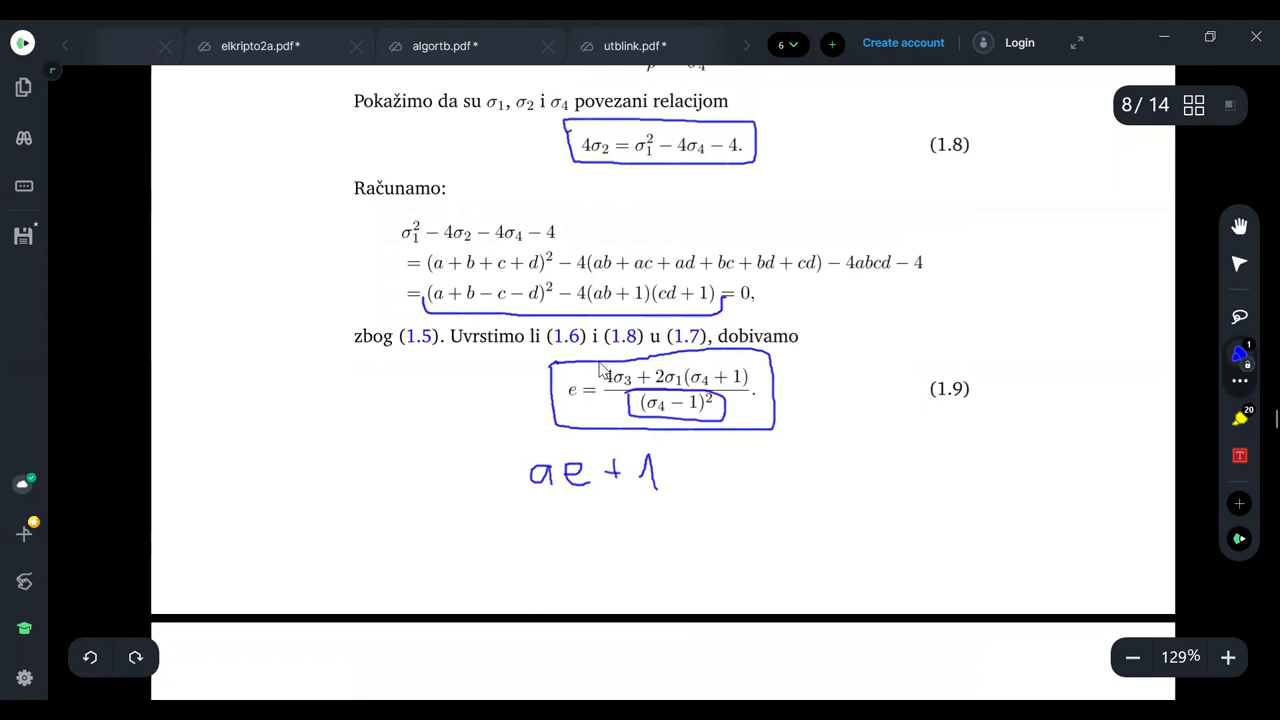 elkripto2a.pdf* algortb.pdf* utblink.pdf* 6 Create account Login
8 / 14
Pokažimo da su σ₁, σ₂ i σ₄ povezani relacijom
4σ₂ = σ₁² − 4σ₄ − 4. (1.8)
Računamo:
σ₁² − 4σ₂ − 4σ₄ − 4
= (a + b + c + d)² − 4(ab + ac + ad + bc + bd + cd) − 4abcd − 4
= (a + b − c − d)² − 4(ab + 1)(cd + 1) = 0,
zbog (1.5). Uvrstimo li (1.6) i (1.8) u (1.7), dobivamo
e = 4σ₃ + 2σ₁(σ₄ + 1) / (σ₄ − 1)² . (1.9)
ae + 1
129%
1
20
T